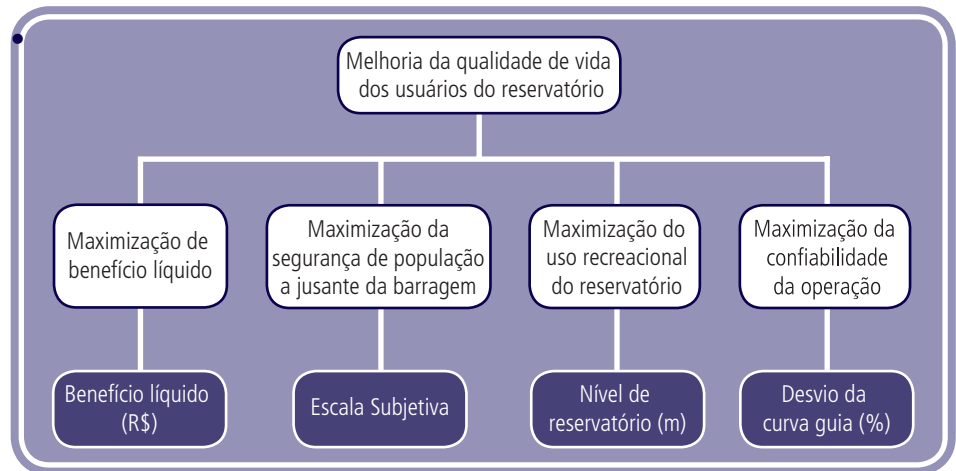 Melhoria da qualidade de vida
dos usuários do reservatório
Maximização de
benefício líquido
Maximização da
segurança de população
a jusante da barragem
Maximização do
uso recreacional
do reservatório
Maximização da
confiabilidade
da operação
Benefício líquido
(R$)
Escala Subjetiva
Nível de
reservatório (m)
Desvio da
curva guia (%)